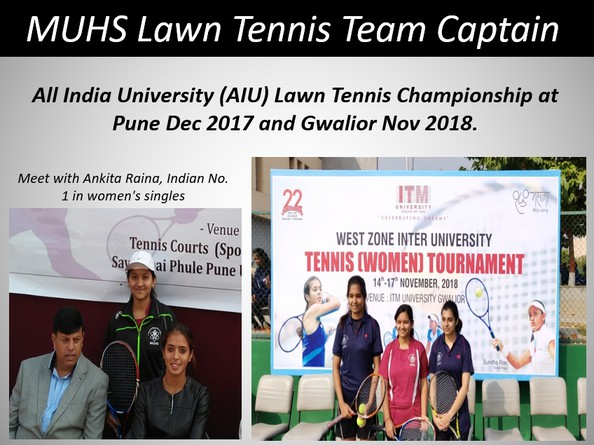 MUHS Lawn Tennis Team Captain
All India University (AIU) Lawn Tennis Championship at
Pune Dec 2017 and Gwalior Nov 2018.
Meet with Ankita Raina, Indian No.
1 in women's singles
- Venue
Tennis Courts (Spo
Phule Pune
MUHS
22
ITM
UNIVERSITY
"CELEBRATING DREAMS"
WEST ZONE INTER UNIVERSITY
TENNIS (WOMEN) TOURNAMENT
14th-17th NOVEMBER, 2018
VENUE : ITM UNIVERSITY GWALIOR